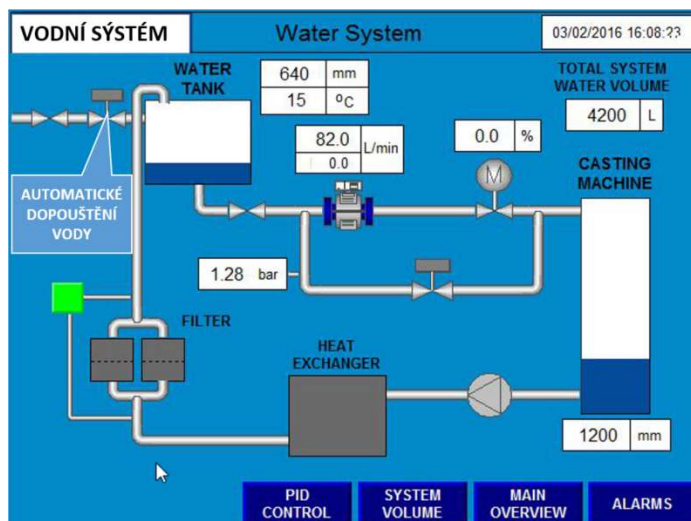 VODNÍ SÝSTÉM
Water System
03/02/2016 16:08:23
WATER
TANK
640 mm
15 ºC
TOTAL SYSTEM
WATER VOLUME
4200 L
82.0
0.0
L/min
0.0 %
M
CASTING
MACHINE
AUTOMATICKÉ
DOPOUŠTĚNÍ
VODY
1.28 bar
FILTER
HEAT
EXCHANGER
1200 mm
PID
CONTROL
SYSTEM
VOLUME
MAIN
OVERVIEW
ALARMS